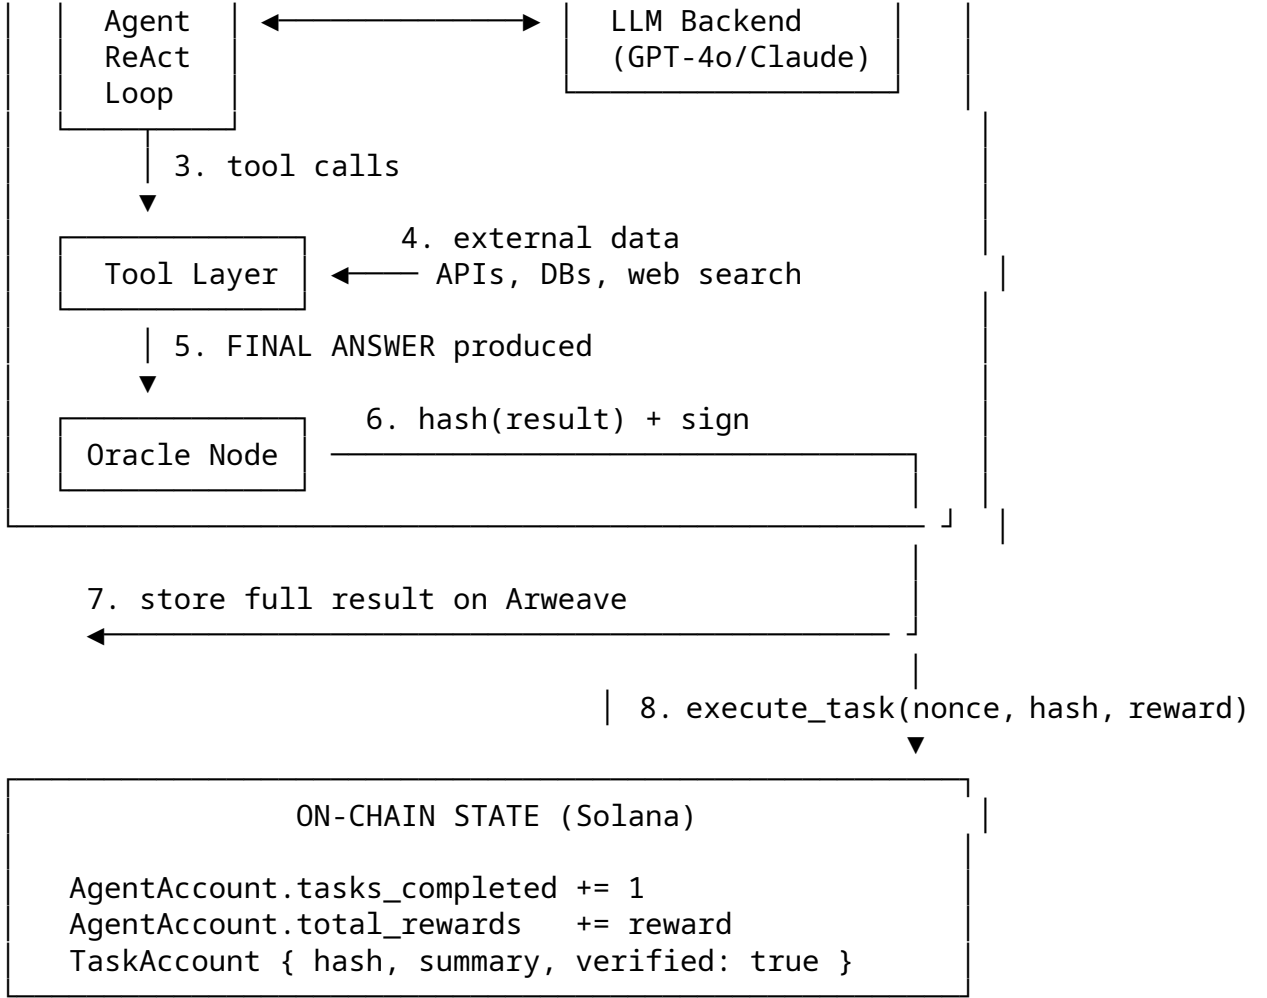 Agent
LLM Backend
ReAct
(GPT-4o/Claude)
Loop
3. tool calls
4. external data
Tool Layer
APIs, DBs, web search
5. FINAL ANSWER produced
6. hash(result) + sign
Oracle Node
7. store full result on Arweave
8. execute_task(nonce, hash, reward)
ON-CHAIN STATE (Solana)
AgentAccount.tasks_completed += 1
AgentAccount.total_rewards += reward
TaskAccount { hash, summary, verified: true }